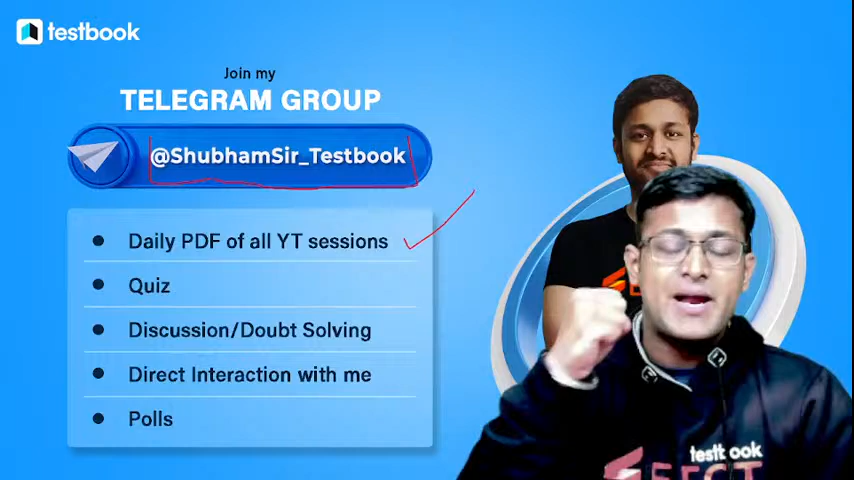 testbook
Join my
TELEGRAM GROUP
@ShubhamSir_Testbook
Daily PDF of all YT sessions
Quiz
Discussion/Doubt Solving
Direct Interaction with me
Polls